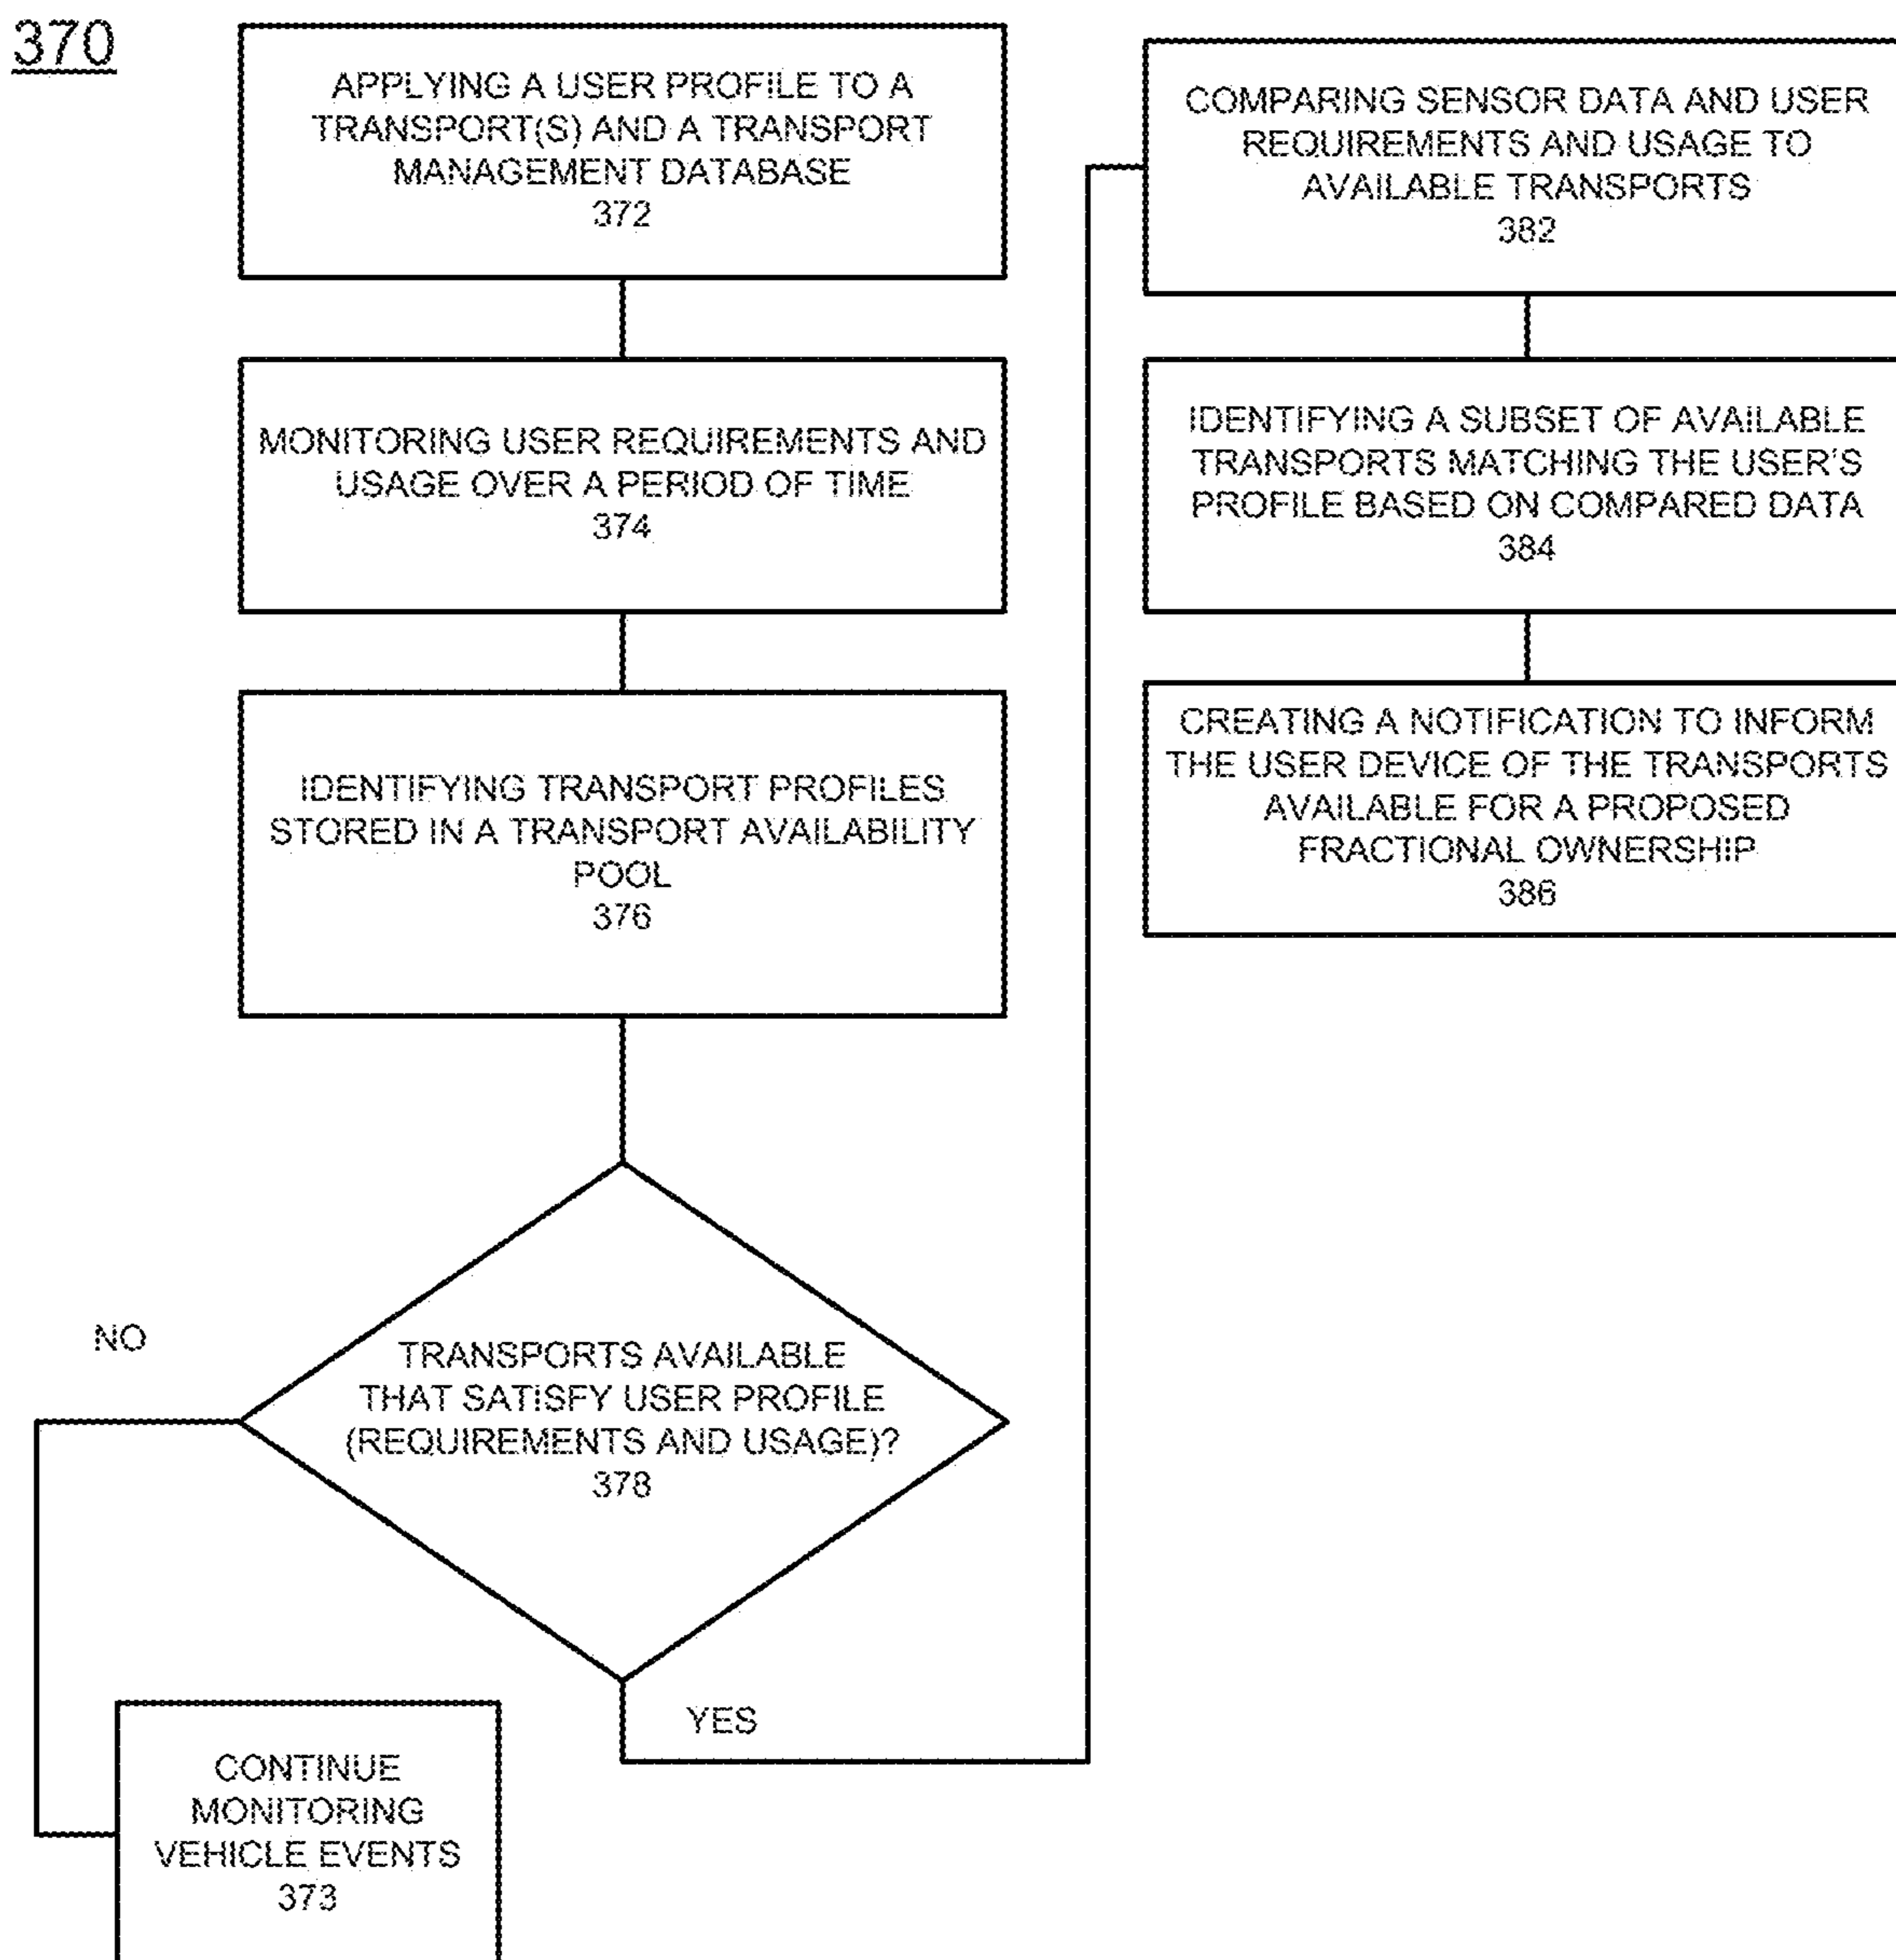 370
APPLYING A USER PROFILE TO A
TRANSPORT(S) AND A TRANSPORT
MANAGEMENT DATABASE
372
MONITORING USER REQUIREMENTS AND
USAGE OVER A PERIOD OF TIME
374
IDENTIFYING TRANSPORT PROFILES
STORED IN A TRANSPORT AVAILABILITY
POOL
376
TRANSPORTS AVAILABLE
THAT SATISFY USER PROFILE
(REQUIREMENTS AND USAGE)?
378
NO
YES
CONTINUE
MONITORING
VEHICLE EVENTS
373
COMPARING SENSOR DATA AND USER
REQUIREMENTS AND USAGE TO
AVAILABLE TRANSPORTS
382
IDENTIFYING A SUBSET OF AVAILABLE
TRANSPORTS MATCHING THE USER'S
PROFILE BASED ON COMPARED DATA
384
CREATING A NOTIFICATION TO INFORM
THE USER DEVICE OF THE TRANSPORTS
AVAILABLE FOR A PROPOSED
FRACTIONAL OWNERSHIP
386